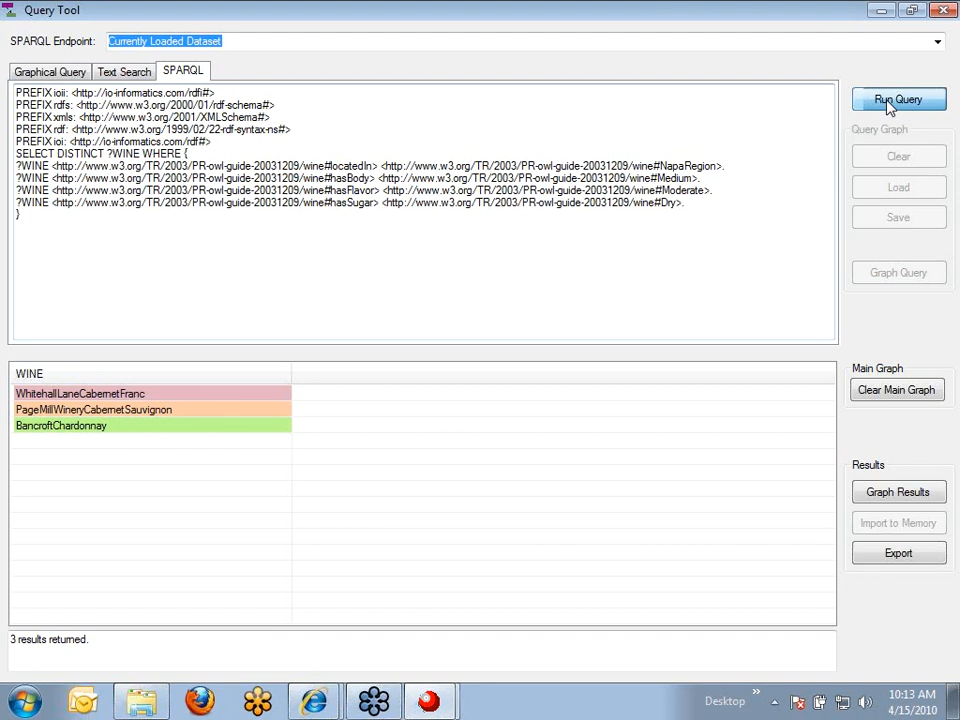 Query Tool
SPARQL Endpoint: Currently Loaded Dataset
Graphical Query Text Search SPARQL
PREFIX ioii: <http://io-informatics.com/rdfi#>
PREFIX rdfs: <http://www.w3.org/2000/01/rdf-schema#>
PREFIX xmls: <http://www.w3.org/2001/XMLSchema#>
PREFIX rdf: <http://www.w3.org/1999/02/22-rdf-syntax-ns#>
PREFIX ioi: <http://io-informatics.com/rdf#>
SELECT DISTINCT ?WINE WHERE {
?WINE <http://www.w3.org/TR/2003/PR-owl-guide-20031209/wine#locatedIn> <http://www.w3.org/TR/2003/PR-owl-guide-20031209/wine#NapaRegion>.
?WINE <http://www.w3.org/TR/2003/PR-owl-guide-20031209/wine#hasBody> <http://www.w3.org/TR/2003/PR-owl-guide-20031209/wine#Medium>.
?WINE <http://www.w3.org/TR/2003/PR-owl-guide-20031209/wine#hasFlavor> <http://www.w3.org/TR/2003/PR-owl-guide-20031209/wine#Moderate>.
?WINE <http://www.w3.org/TR/2003/PR-owl-guide-20031209/wine#hasSugar> <http://www.w3.org/TR/2003/PR-owl-guide-20031209/wine#Dry>.
}
Run Query
Query Graph
Clear
Load
Save
Graph Query
WINE
WhitehallLaneCabernetFranc
PageMillWineryCabernetSauvignon
BancroftChardonnay
Main Graph
Clear Main Graph
Results
Graph Results
Import to Memory
Export
3 results returned.
Desktop
10:13 AM
4/15/2010